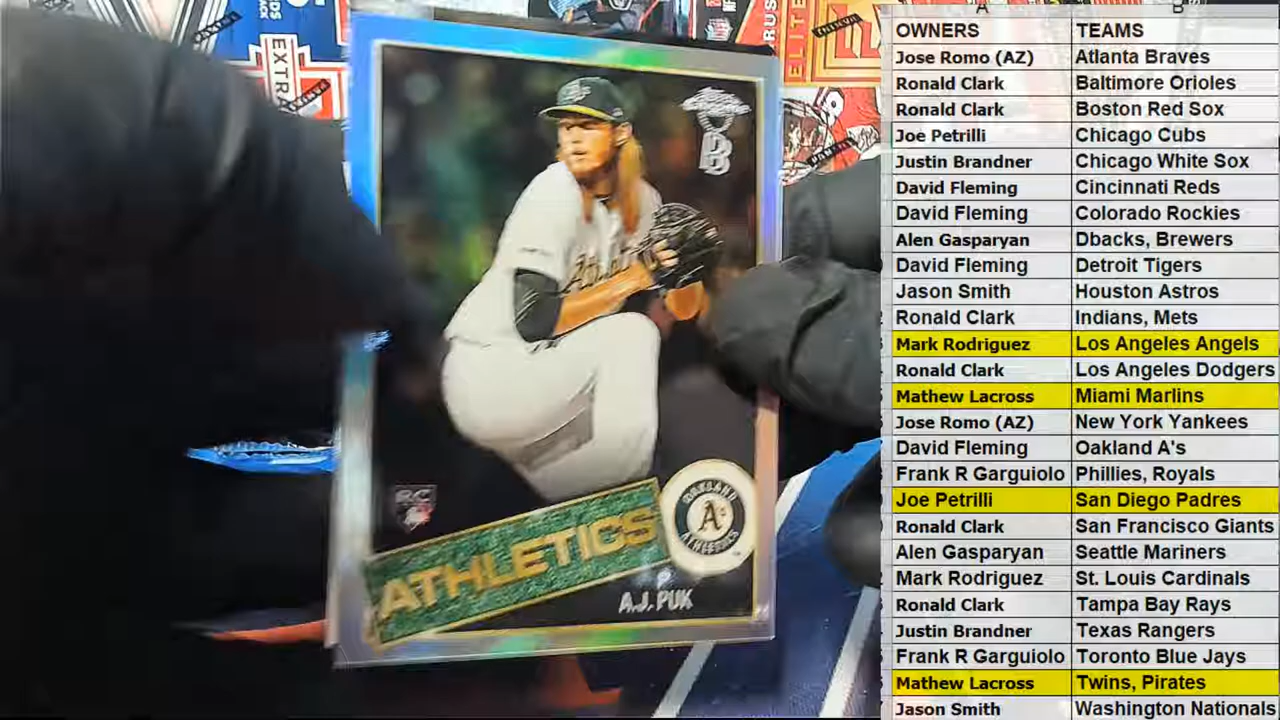 EXTRA
ELITE
RC
ATHLETICS
OAKLAND
A's
ATHLETICS
A.J. PUK
A B
OWNERS TEAMS
Jose Romo (AZ) Atlanta Braves
Ronald Clark Baltimore Orioles
Ronald Clark Boston Red Sox
Joe Petrilli Chicago Cubs
Justin Brandner Chicago White Sox
David Fleming Cincinnati Reds
David Fleming Colorado Rockies
Alen Gasparyan Dbacks, Brewers
David Fleming Detroit Tigers
Jason Smith Houston Astros
Ronald Clark Indians, Mets
Mark Rodriguez Los Angeles Angels
Ronald Clark Los Angeles Dodgers
Mathew Lacross Miami Marlins
Jose Romo (AZ) New York Yankees
David Fleming Oakland A's
Frank R Garguiolo Phillies, Royals
Joe Petrilli San Diego Padres
Ronald Clark San Francisco Giants
Alen Gasparyan Seattle Mariners
Mark Rodriguez St. Louis Cardinals
Ronald Clark Tampa Bay Rays
Justin Brandner Texas Rangers
Frank R Garguiolo Toronto Blue Jays
Mathew Lacross Twins, Pirates
Jason Smith Washington Nationals